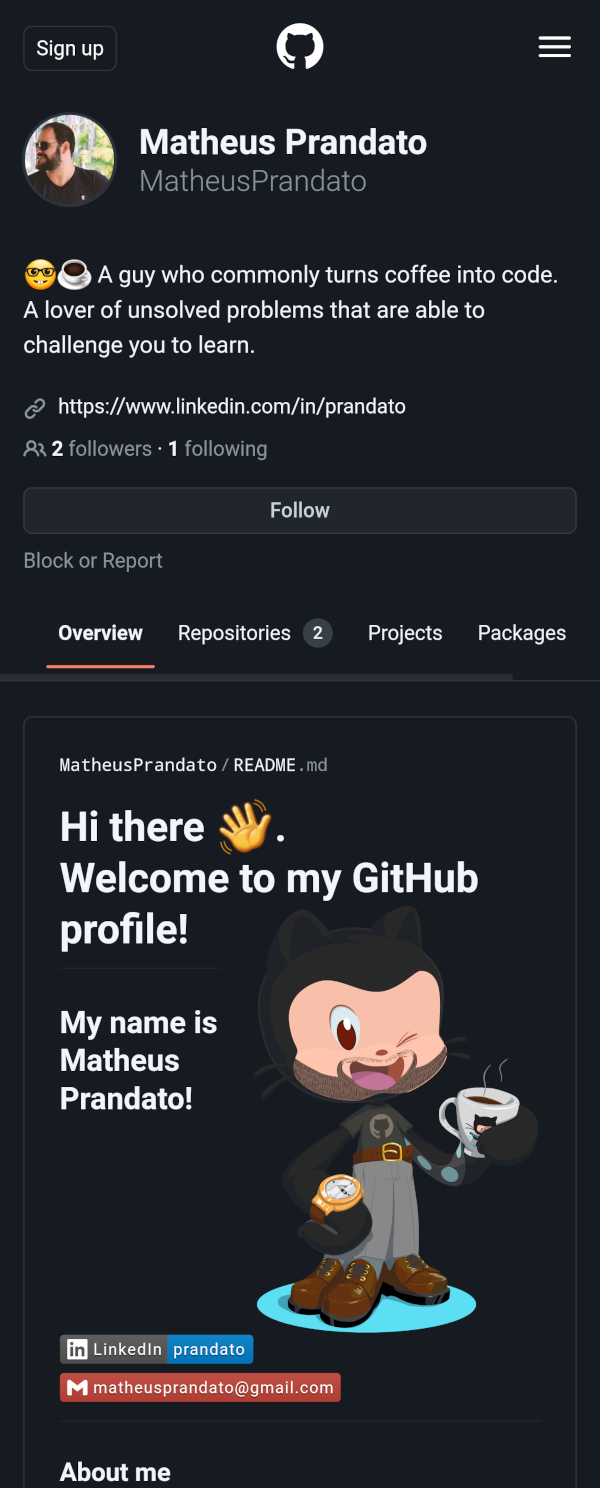 Sign up
Matheus Prandato
MatheusPrandato
🤓☕ A guy who commonly turns coffee into code.
A lover of unsolved problems that are able to
challenge you to learn.
https://www.linkedin.com/in/prandato
2 followers · 1 following
Follow
Block or Report
Overview Repositories 2 Projects Packages
MatheusPrandato / README.md
Hi there 👋.
Welcome to my GitHub
profile!
My name is
Matheus
Prandato!
in LinkedIn prandato
matheusprandato@gmail.com
About me